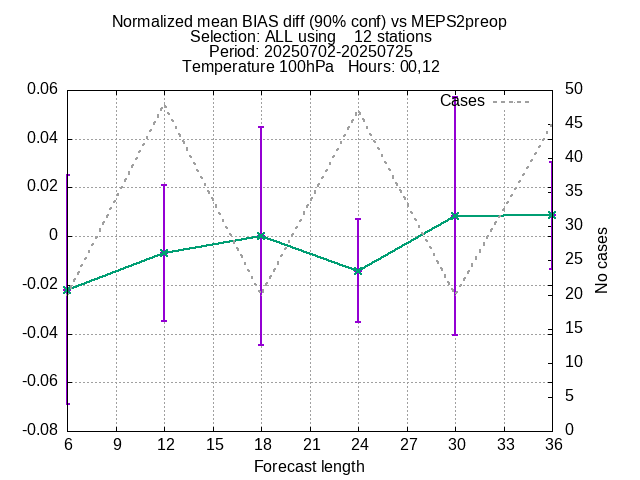 Normalized mean BIAS diff (90% conf) vs MEPS2preop
Selection: ALL using    12 stations
Period: 20250702-20250725
Temperature 100hPa   Hours: 00,12
Cases
0.06
0.04
0.02
0
-0.02
-0.04
-0.06
-0.08
50
45
40
35
30
25
20
15
10
5
0
No cases
6 9 12 15 18 21 24 27 30 33 36
Forecast length